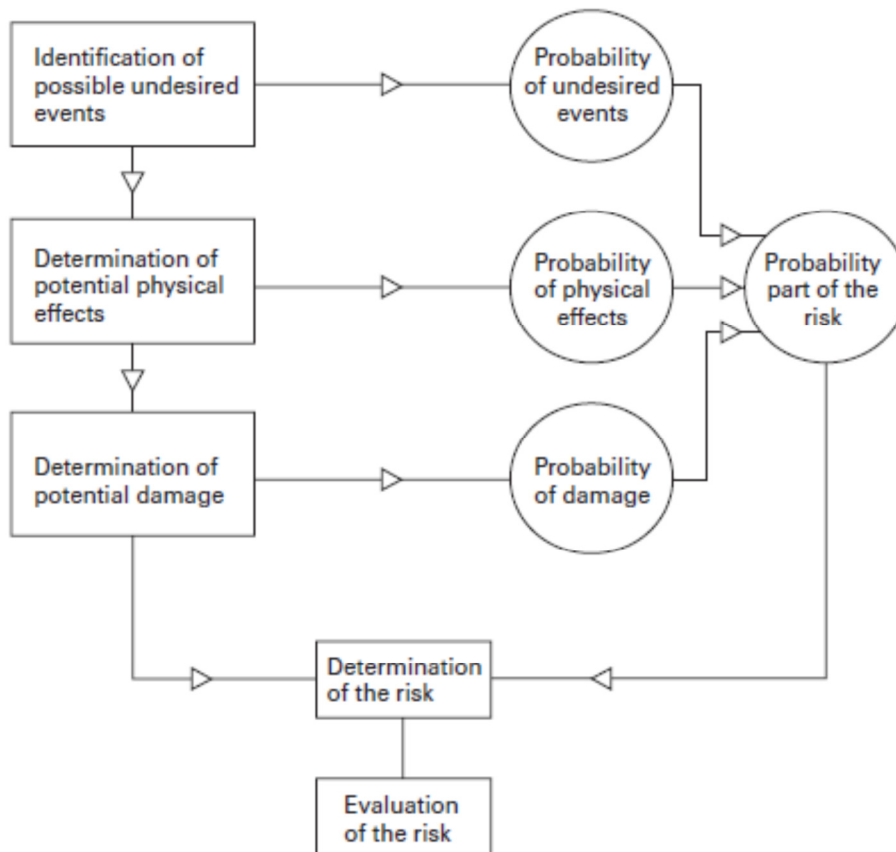 Identification of
possible undesired
events
Probability
of undesired
events
Determination of
potential physical
effects
Probability
of physical
effects
Probability
part of the
risk
Determination of
potential damage
Probability
of damage
Determination
of the risk
Evaluation
of the risk